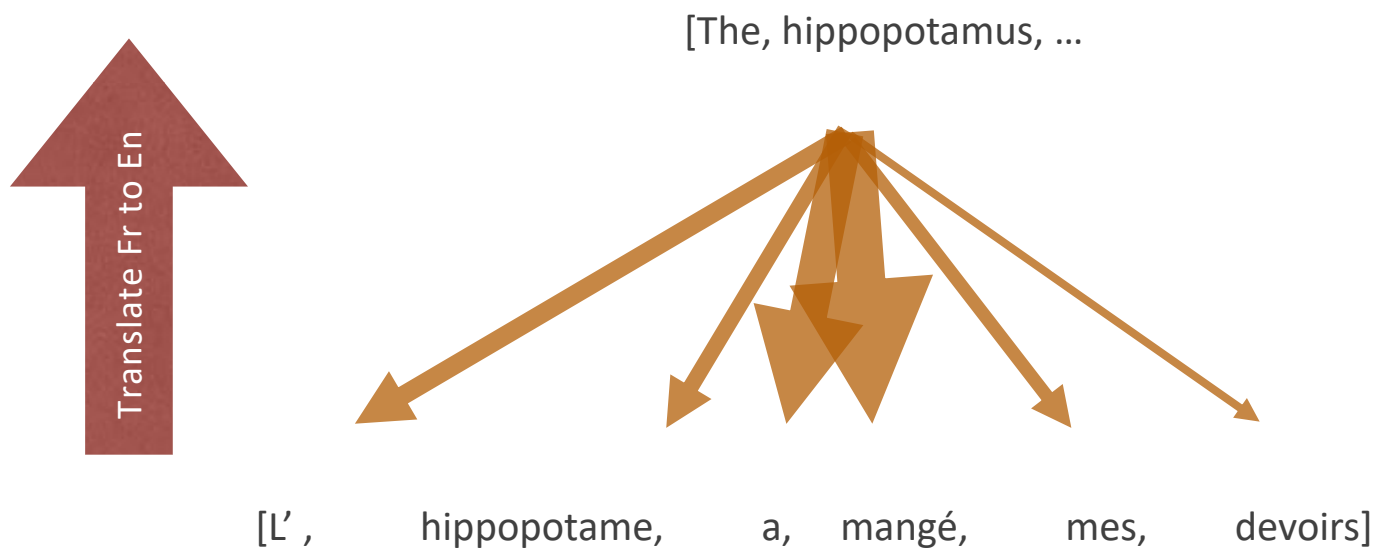 [The, hippopotamus, …
Translate Fr to En
[L’ , hippopotame, a, mangé, mes, devoirs]